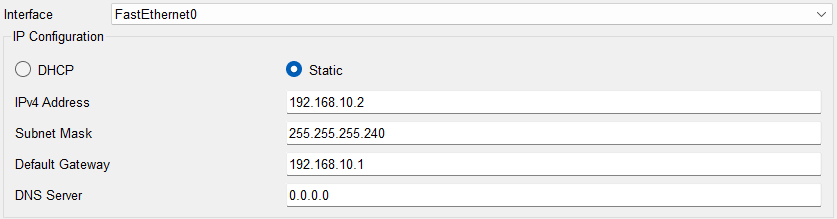 Interface FastEthernet0
IP Configuration
DHCP Static
IPv4 Address 192.168.10.2
Subnet Mask 255.255.255.240
Default Gateway 192.168.10.1
DNS Server 0.0.0.0